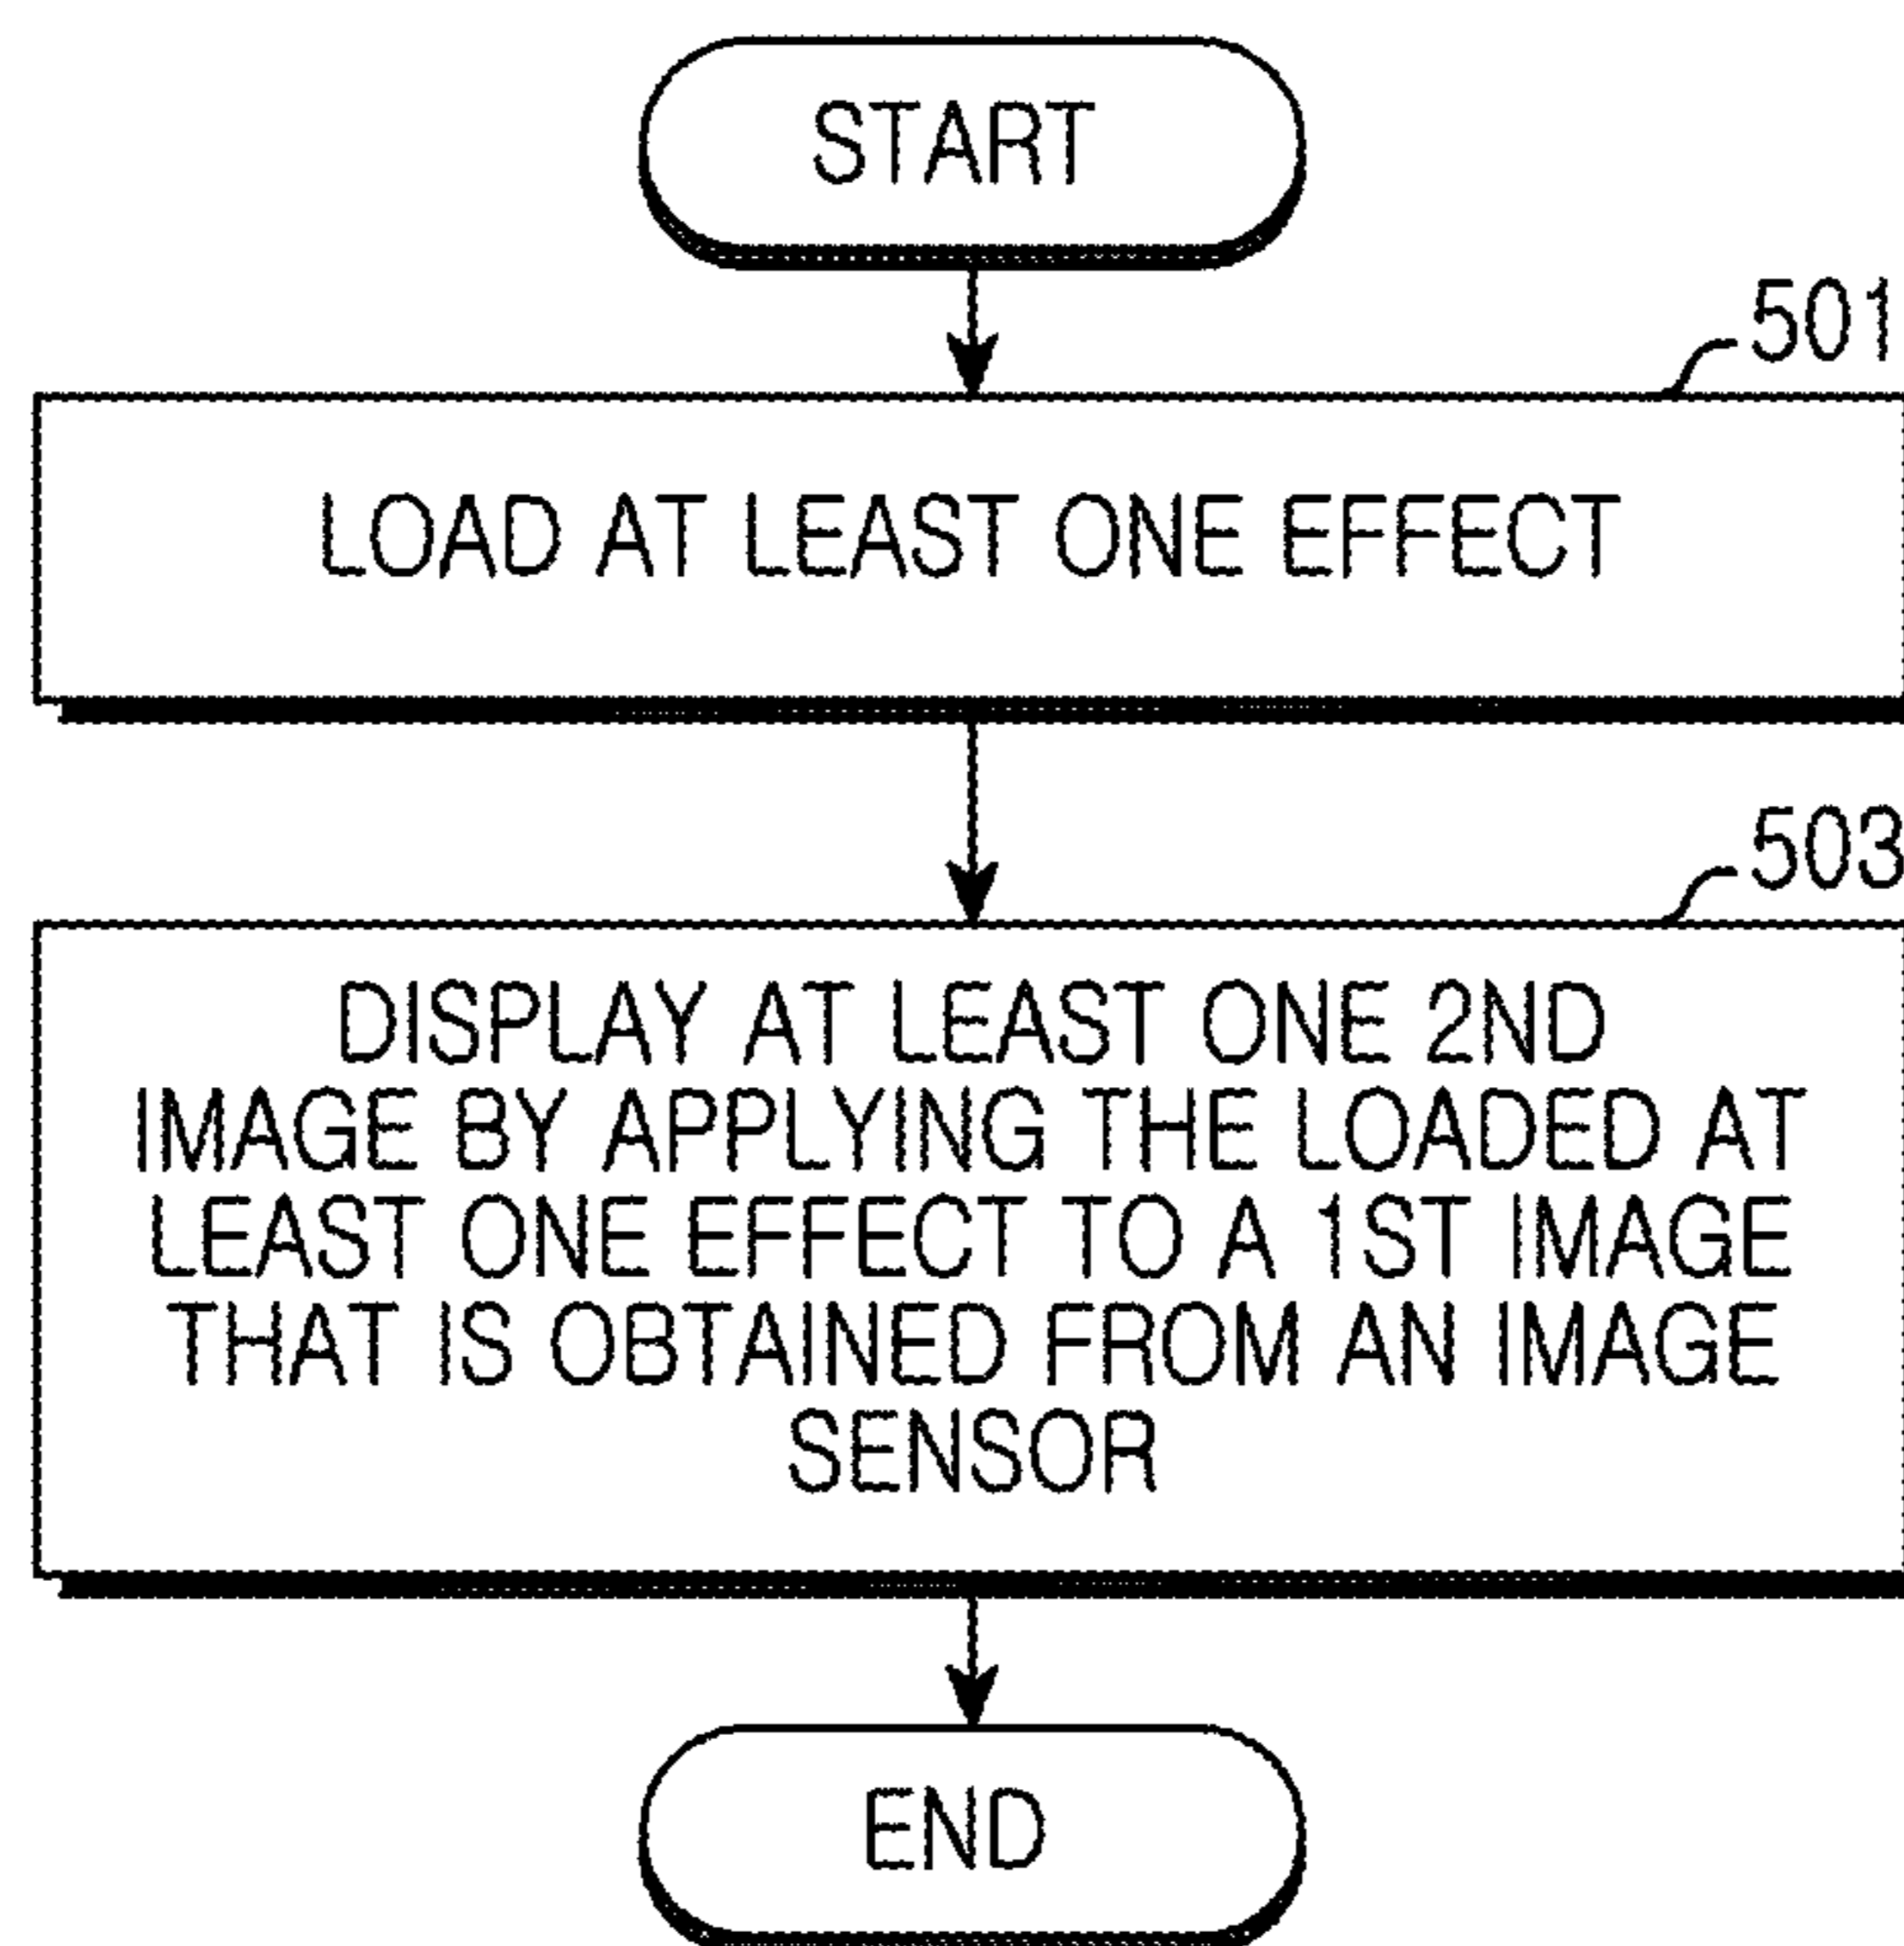 START
501
LOAD AT LEAST ONE EFFECT
503
DISPLAY AT LEAST ONE 2ND
IMAGE BY APPLYING THE LOADED AT
LEAST ONE EFFECT TO A 1ST IMAGE
THAT IS OBTAINED FROM AN IMAGE
SENSOR
END